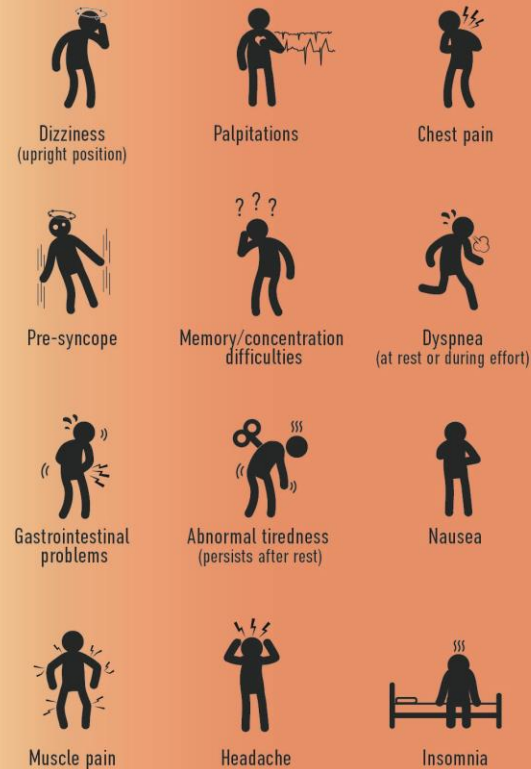 Dizziness
(upright position)
Palpitations
Chest pain
? ? ?
Pre-syncope
Memory/concentration
difficulties
Dyspnea
(at rest or during effort)
Gastrointestinal
problems
Abnormal tiredness
(persists after rest)
Nausea
Muscle pain
Headache
Insomnia